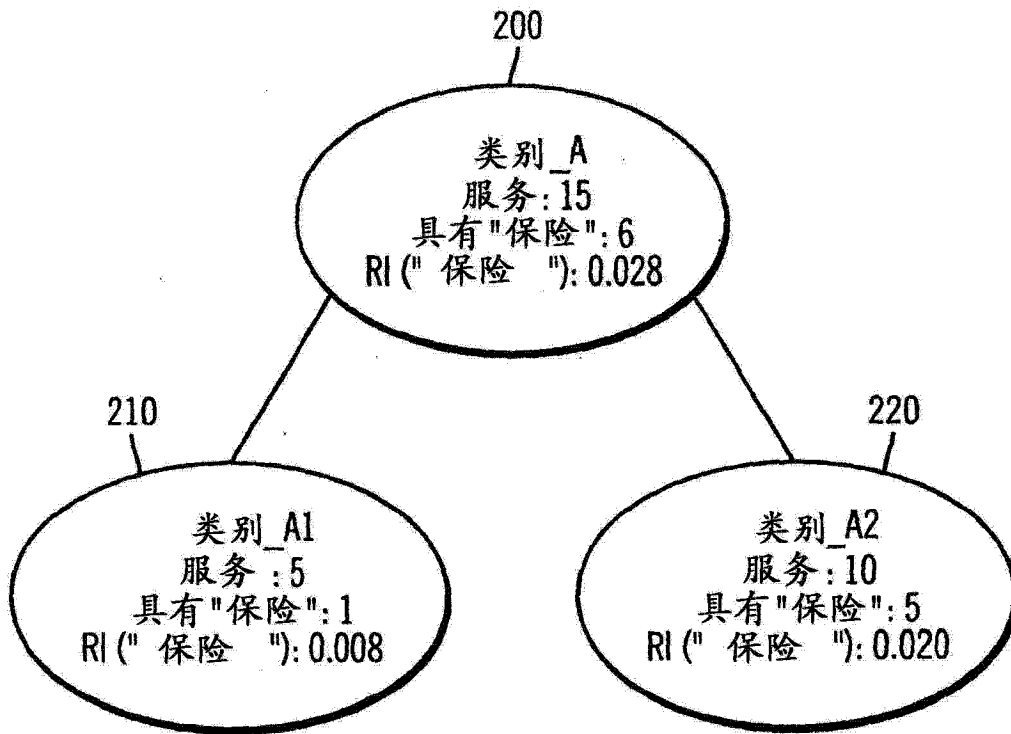 200
类别_A
服务: 15
具有"保险": 6
RI (" 保险 "): 0.028
210
220
类别_A1
服务 : 5
具有"保险": 1
RI (" 保险 "): 0.008
类别_A2
服务: 10
具有"保险": 5
RI (" 保险 "): 0.020